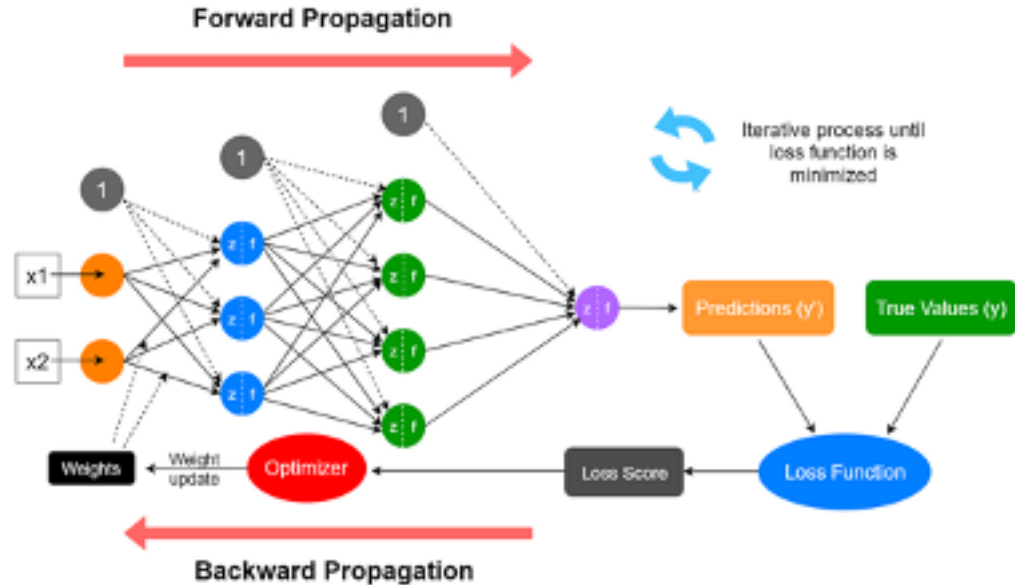 Forward Propagation
1
1
1
Iterative process until
loss function is
minimized
z f
z f
z f
z f
z f
z f
z f
z f
x1
x2
Predictions (y')
True Values (y)
Weights
Weight
update
Optimizer
Loss Score
Loss Function
Backward Propagation